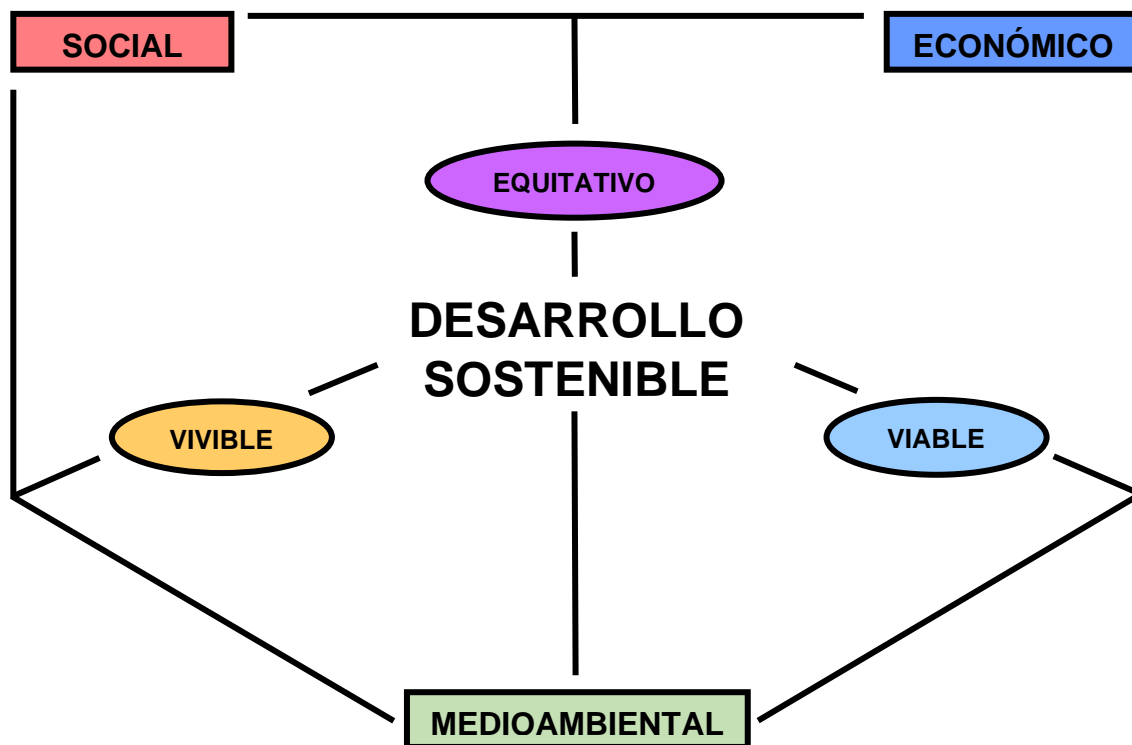 SOCIAL
ECONÓMICO
EQUITATIVO
DESARROLLO
SOSTENIBLE
VIVIBLE
VIABLE
MEDIOAMBIENTAL